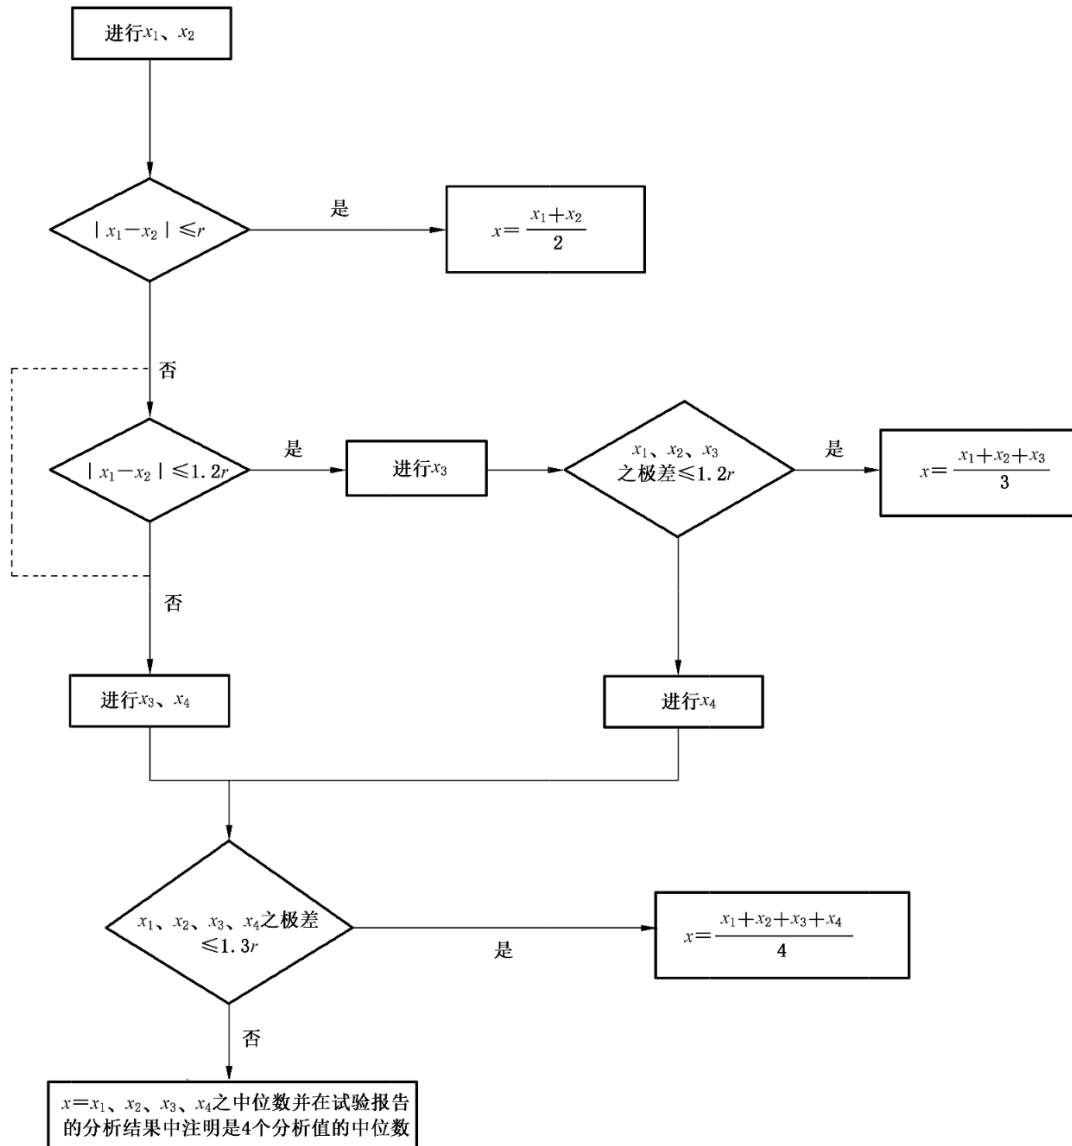 进行x₁、x₂
| x₁−x₂ | ≤r
是
x=(x₁+x₂)/2
否
| x₁−x₂ | ≤1.2r
是
进行x₃
x₁、x₂、x₃
之极差≤1.2r
是
x=(x₁+x₂+x₃)/3
否
进行x₃、x₄
进行x₄
x₁、x₂、x₃、x₄之极差
≤1.3r
是
x=(x₁+x₂+x₃+x₄)/4
否
x=x₁、x₂、x₃、x₄之中位数并在试验报告
的分析结果中注明是4个分析值的中位数